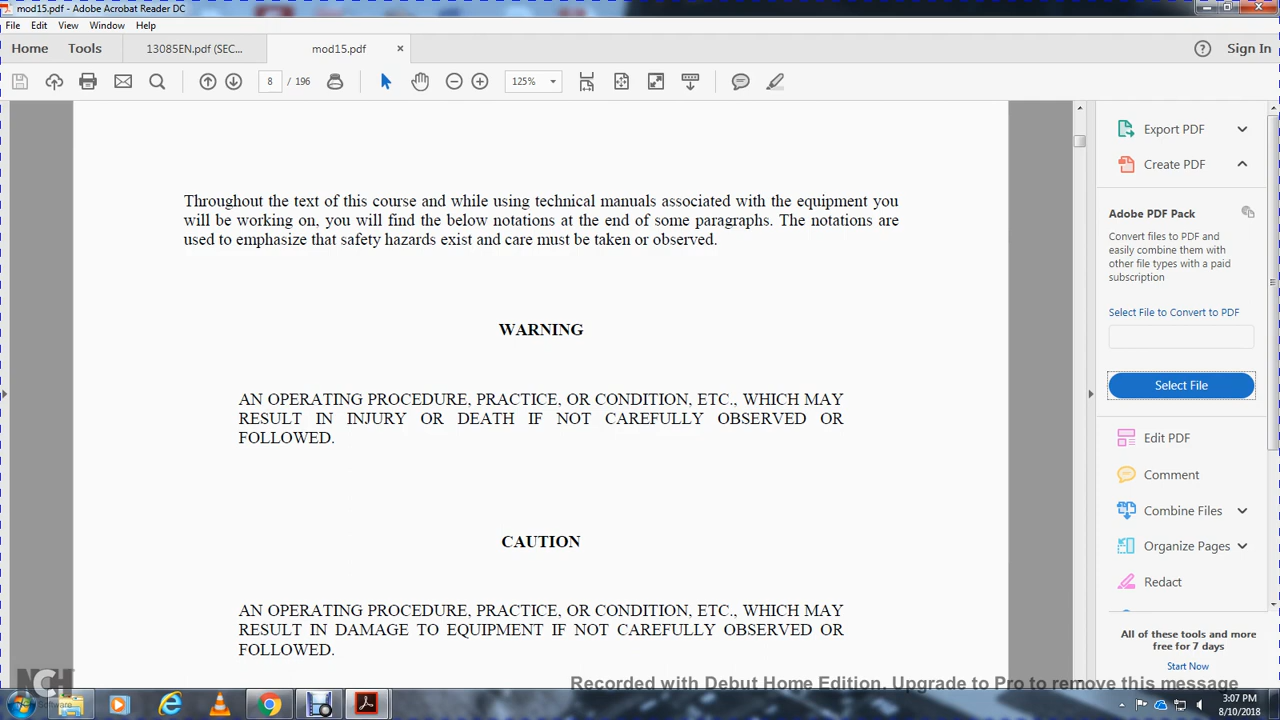 mod15.pdf - Adobe Acrobat Reader DC
File Edit View Window Help
Home Tools 13085EN.pdf (SEC... mod15.pdf × Sign In
8 / 196 125%
Throughout the text of this course and while using technical manuals associated with the equipment you
will be working on, you will find the below notations at the end of some paragraphs. The notations are
used to emphasize that safety hazards exist and care must be taken or observed.
WARNING
AN OPERATING PROCEDURE, PRACTICE, OR CONDITION, ETC., WHICH MAY
RESULT IN INJURY OR DEATH IF NOT CAREFULLY OBSERVED OR
FOLLOWED.
CAUTION
AN OPERATING PROCEDURE, PRACTICE, OR CONDITION, ETC., WHICH MAY
RESULT IN DAMAGE TO EQUIPMENT IF NOT CAREFULLY OBSERVED OR
FOLLOWED.
Export PDF
Create PDF
Adobe PDF Pack
Convert files to PDF and
easily combine them with
other file types with a paid
subscription
Select File to Convert to PDF
Select File
Edit PDF
Comment
Combine Files
Organize Pages
Redact
All of these tools and more
free for 7 days
Start Now
NCH
Software
Recorded with Debut Home Edition. Upgrade to Pro to remove this message
3:07 PM
8/10/2018